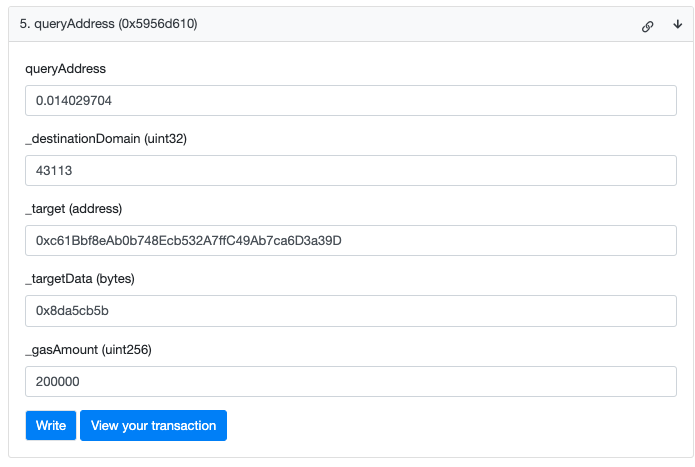 5. queryAddress (0x5956d610)
queryAddress
0.014029704
_destinationDomain (uint32)
43113
_target (address)
0xc61Bbf8eAb0b748Ecb532A7ffC49Ab7ca6D3a39D
_targetData (bytes)
0x8da5cb5b
_gasAmount (uint256)
200000
Write View your transaction